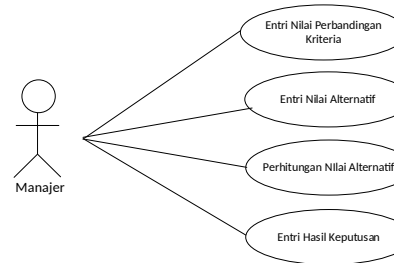 Entri Nilai Perbandingan
Kriteria
Entri Nilai Alternatif
Perhitungan NIlai Alternatif
Manajer
Entri Hasil Keputusan